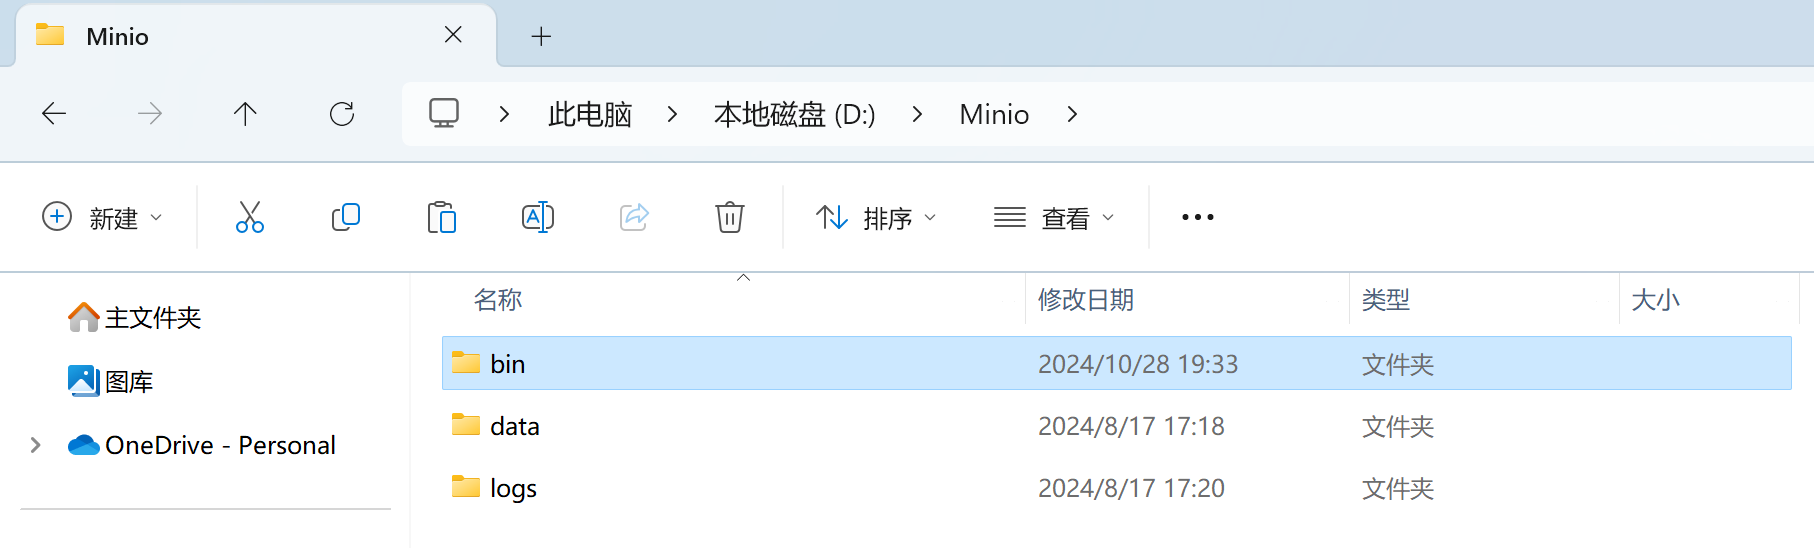 Minio
此电脑 > 本地磁盘 (D:) > Minio >
新建 排序 查看
名称 修改日期 类型 大小
主文件夹
图库
OneDrive - Personal
bin 2024/10/28 19:33 文件夹
data 2024/8/17 17:18 文件夹
logs 2024/8/17 17:20 文件夹